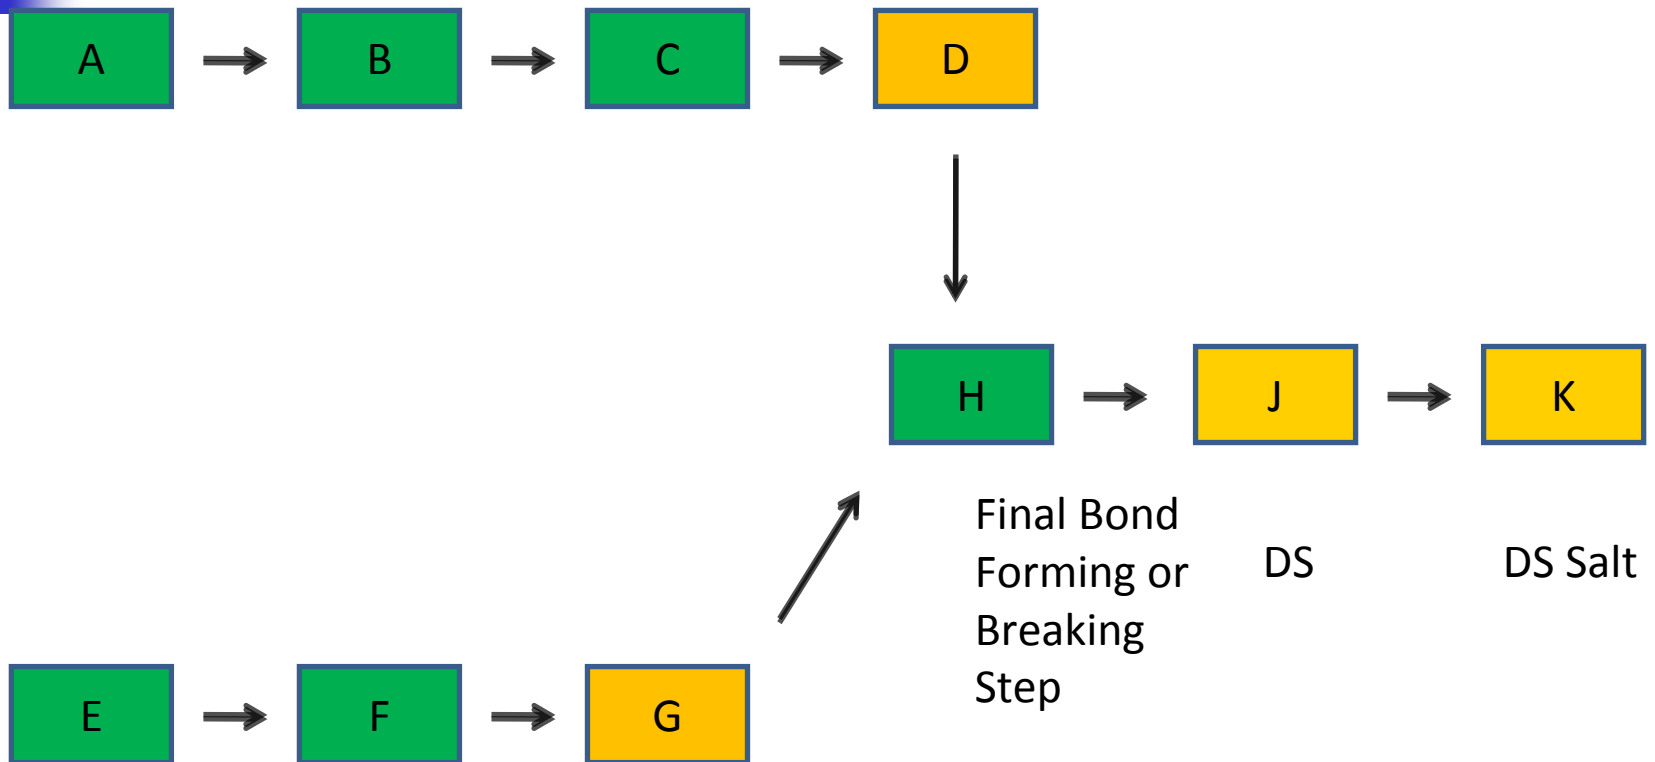 A
B
C
D
H
J
K
Final Bond
Forming or
Breaking
Step
DS
DS Salt
E
F
G